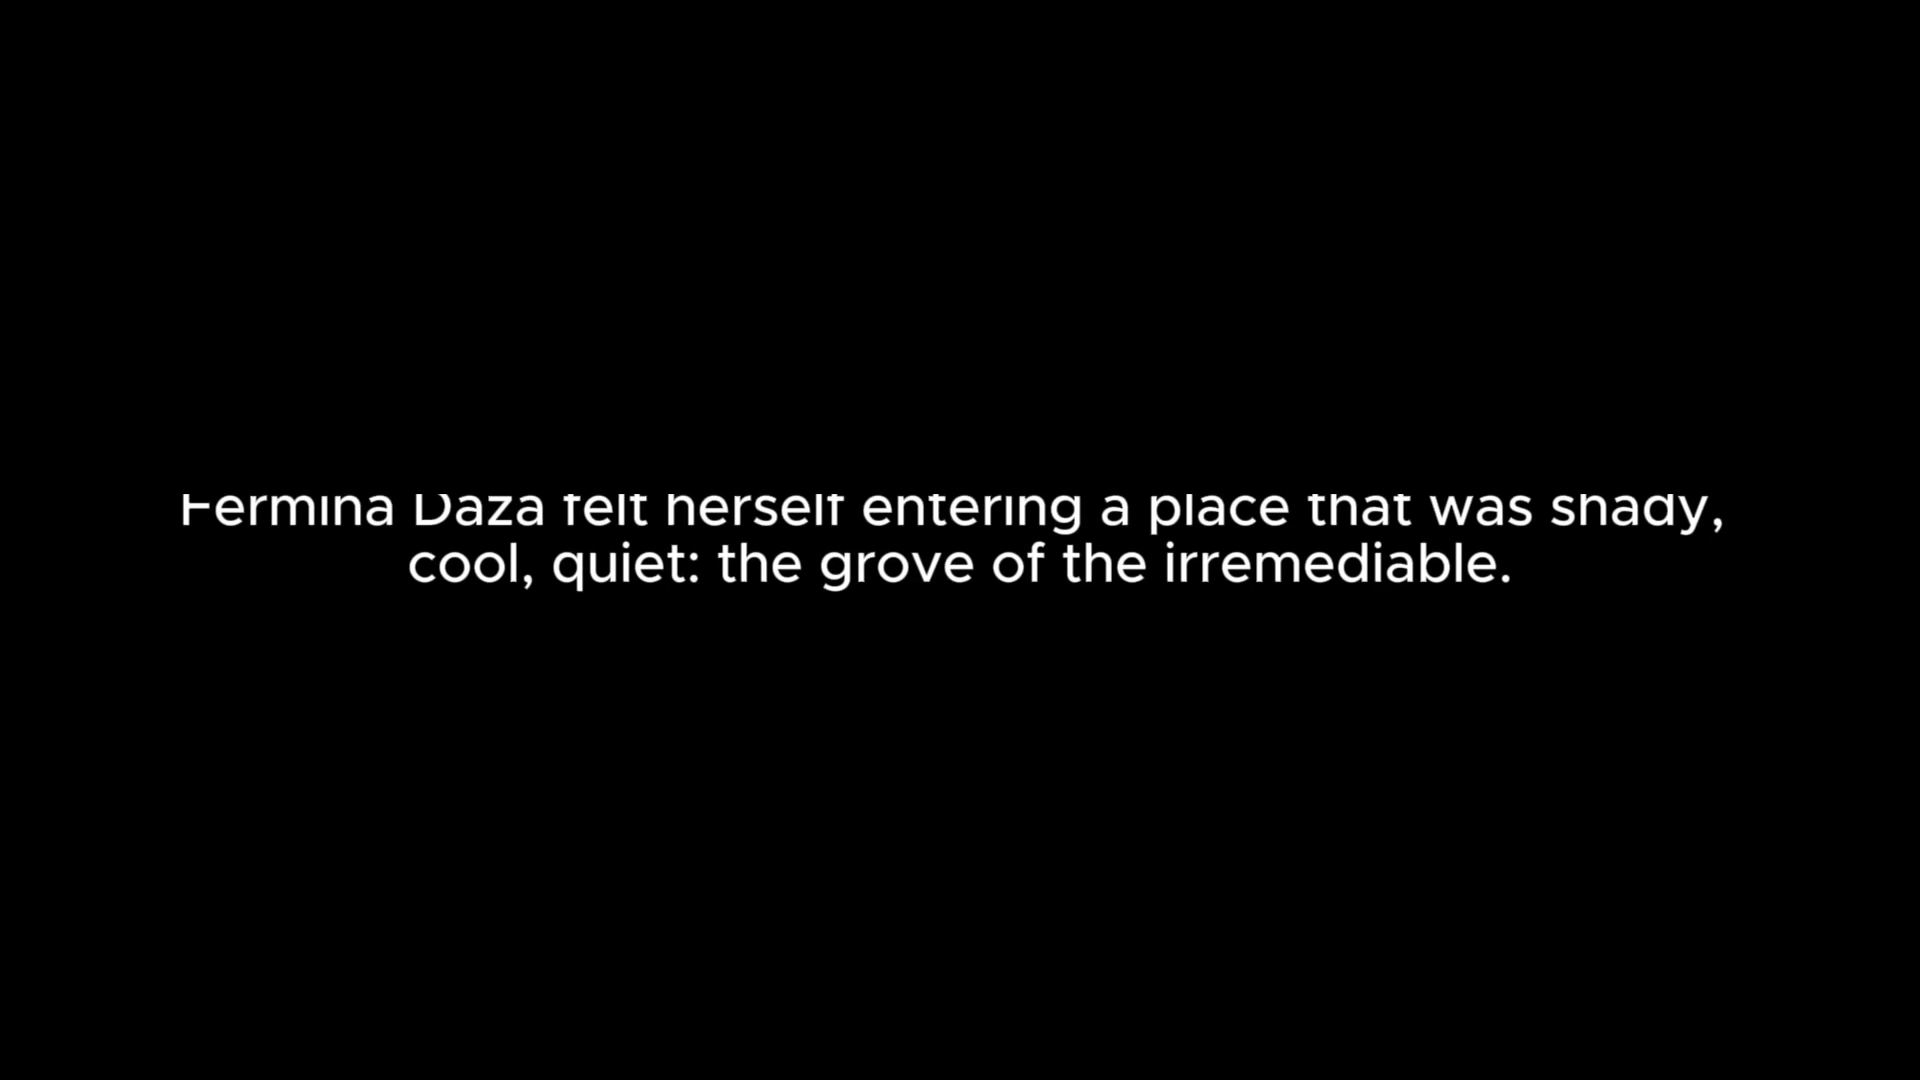 Fermina Daza felt herself entering a place that was shady,
cool, quiet: the grove of the irremediable.